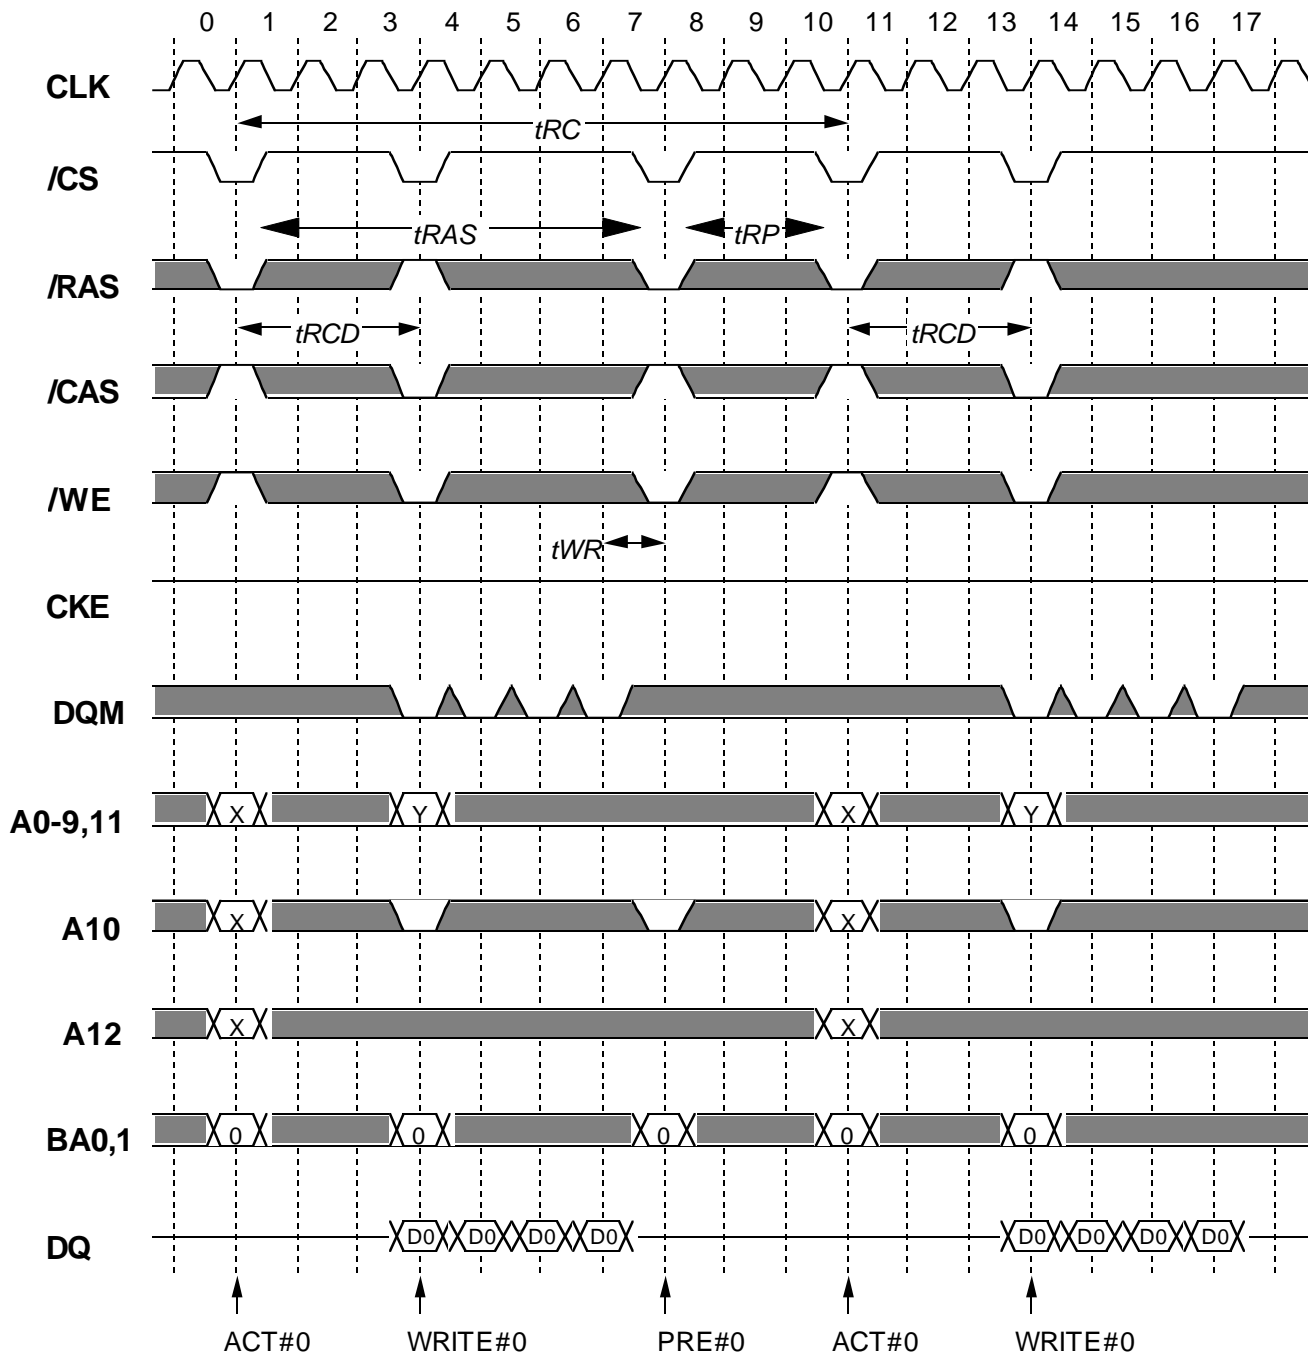 0 1 2 3 4 5 6 7 8 9 10 11 12 13 14 15 16 17
CLK
tRC
/CS
tRAS tRP
/RAS
tRCD tRCD
/CAS
/WE
tWR
CKE
DQM
A0-9,11 X Y X Y
A10 X X
A12 X X
BA0,1 0 0 0 0 0
DQ D0 D0 D0 D0 D0 D0 D0 D0
ACT#0 WRITE#0 PRE#0 ACT#0 WRITE#0